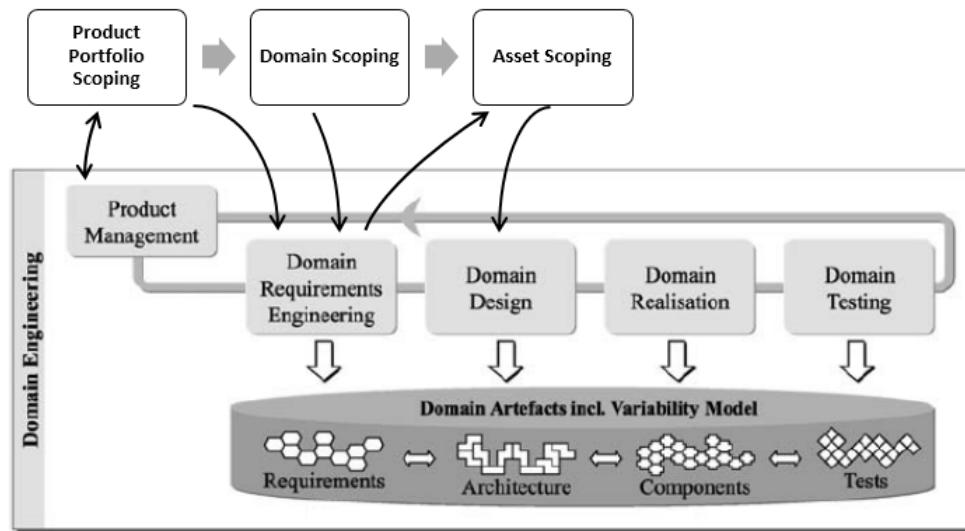 Product
Portfolio
Scoping
Domain Scoping
Asset Scoping
Domain Engineering
Product
Management
Domain
Requirements
Engineering
Domain
Design
Domain
Realisation
Domain
Testing
Domain Artefacts incl. Variability Model
Requirements
Architecture
Components
Tests